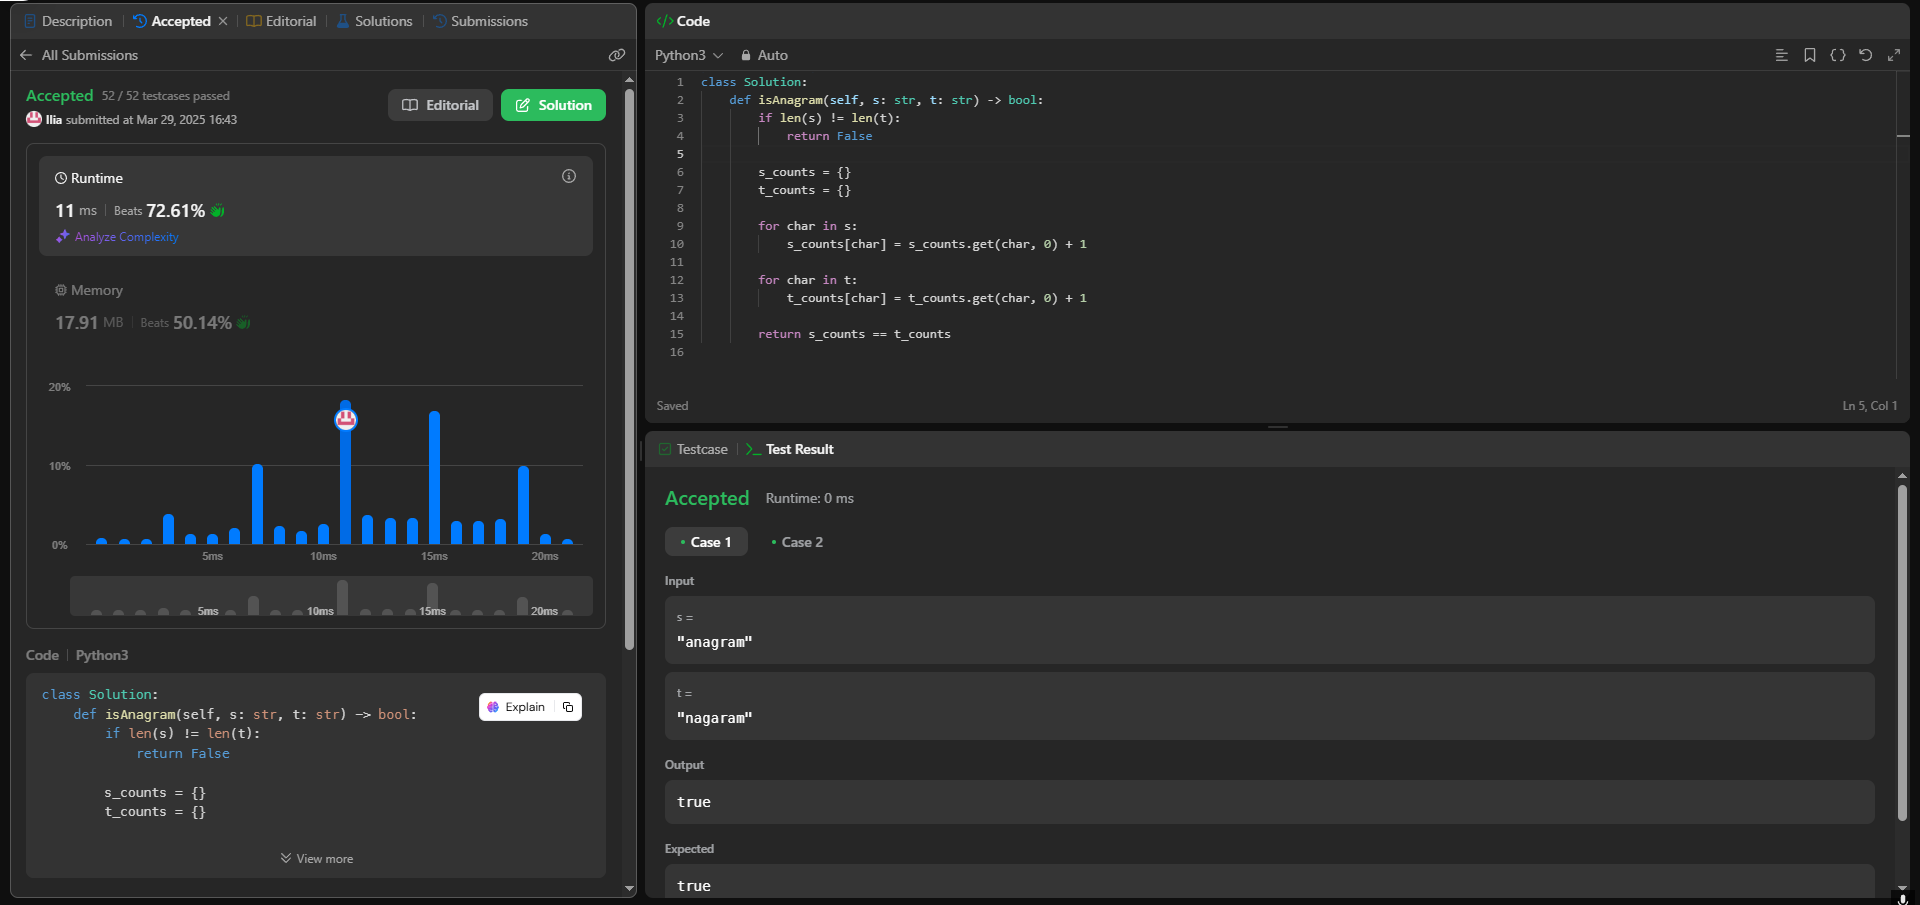 Description | Accepted × | Editorial | Solutions | Submissions
All Submissions
Accepted 52 / 52 testcases passed
Ilia submitted at Mar 29, 2025 16:43
Editorial
Solution
Runtime
11 ms | Beats 72.61%
Analyze Complexity
Memory
17.91 MB | Beats 50.14%
20%
10%
0%
5ms 10ms 15ms 20ms
5ms 10ms 15ms 20ms
Code | Python3
class Solution:
    def isAnagram(self, s: str, t: str) -> bool:
        if len(s) != len(t):
            return False
        s_counts = {}
        t_counts = {}
Explain
View more
</> Code
Python3 Auto
1 class Solution:
2     def isAnagram(self, s: str, t: str) -> bool:
3         if len(s) != len(t):
4             return False
5
6         s_counts = {}
7         t_counts = {}
8
9         for char in s:
10             s_counts[char] = s_counts.get(char, 0) + 1
11
12         for char in t:
13             t_counts[char] = t_counts.get(char, 0) + 1
14
15         return s_counts == t_counts
16
Saved Ln 5, Col 1
Testcase | >_ Test Result
Accepted Runtime: 0 ms
• Case 1 • Case 2
Input
s =
"anagram"
t =
"nagaram"
Output
true
Expected
true